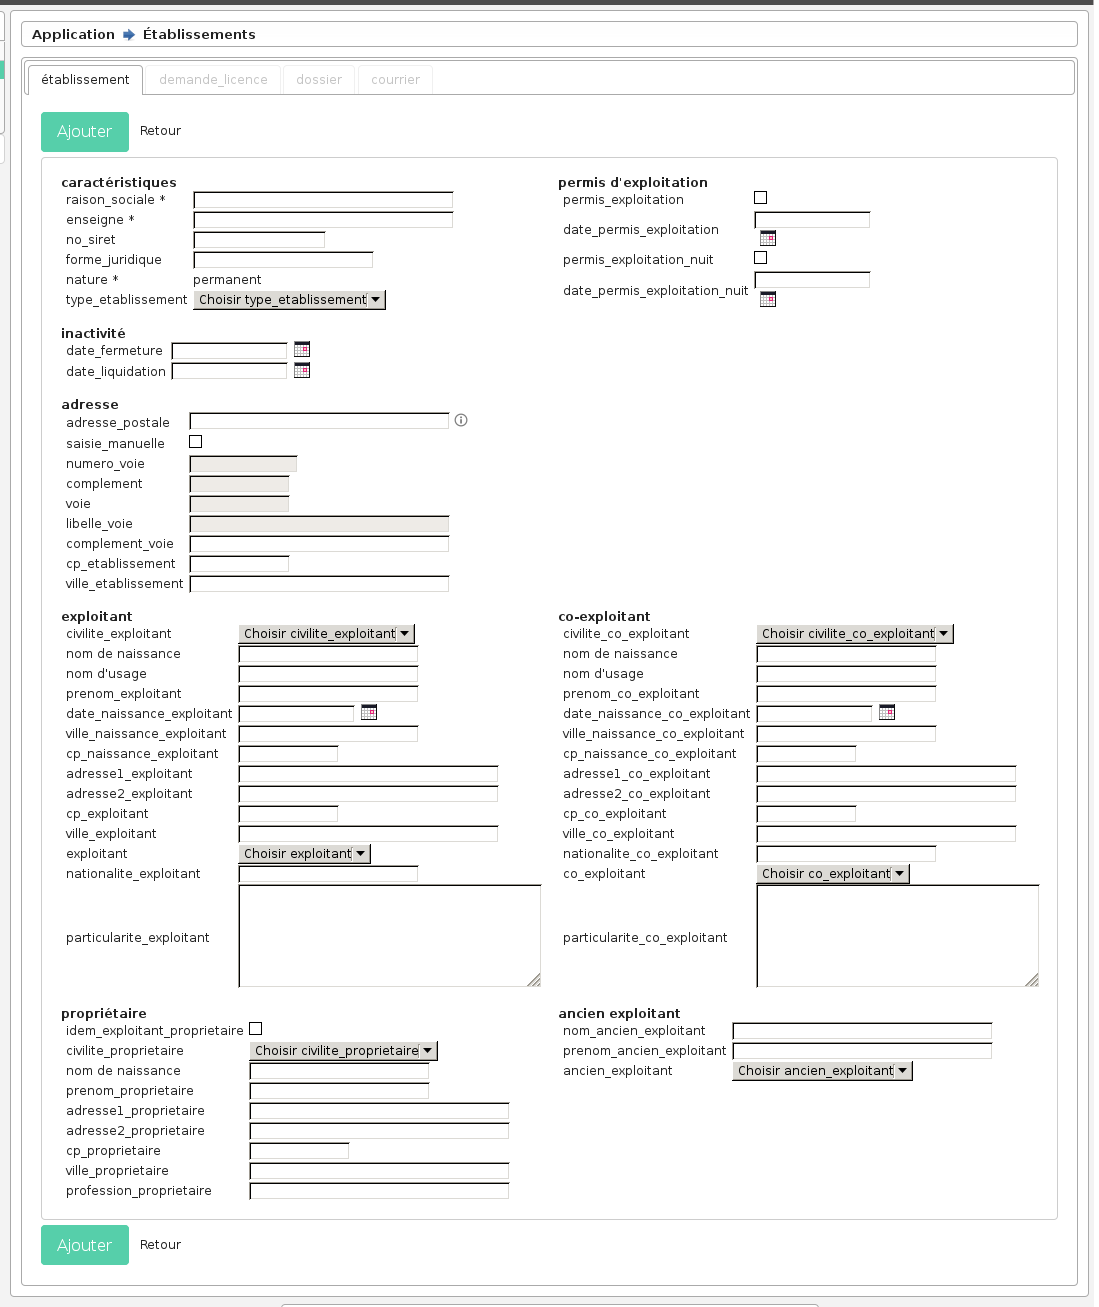 Application Établissements
établissement demande_licence dossier courrier
Ajouter Retour
caractéristiques
raison_sociale *
enseigne *
no_siret
forme_juridique
nature * permanent
type_etablissement Choisir type_etablissement
permis d'exploitation
permis_exploitation
date_permis_exploitation
permis_exploitation_nuit
date_permis_exploitation_nuit
inactivité
date_fermeture
date_liquidation
adresse
adresse_postale
saisie_manuelle
numero_voie
complement
voie
libelle_voie
complement_voie
cp_etablissement
ville_etablissement
exploitant
civilite_exploitant Choisir civilite_exploitant
nom de naissance
nom d'usage
prenom_exploitant
date_naissance_exploitant
ville_naissance_exploitant
cp_naissance_exploitant
adresse1_exploitant
adresse2_exploitant
cp_exploitant
ville_exploitant
exploitant Choisir exploitant
nationalite_exploitant
particularite_exploitant
co-exploitant
civilite_co_exploitant Choisir civilite_co_exploitant
nom de naissance
nom d'usage
prenom_co_exploitant
date_naissance_co_exploitant
ville_naissance_co_exploitant
cp_naissance_co_exploitant
adresse1_co_exploitant
adresse2_co_exploitant
cp_co_exploitant
ville_co_exploitant
nationalite_co_exploitant
co_exploitant Choisir co_exploitant
particularite_co_exploitant
propriétaire
idem_exploitant_proprietaire
civilite_proprietaire Choisir civilite_proprietaire
nom de naissance
prenom_proprietaire
adresse1_proprietaire
adresse2_proprietaire
cp_proprietaire
ville_proprietaire
profession_proprietaire
ancien exploitant
nom_ancien_exploitant
prenom_ancien_exploitant
ancien_exploitant Choisir ancien_exploitant
Ajouter Retour